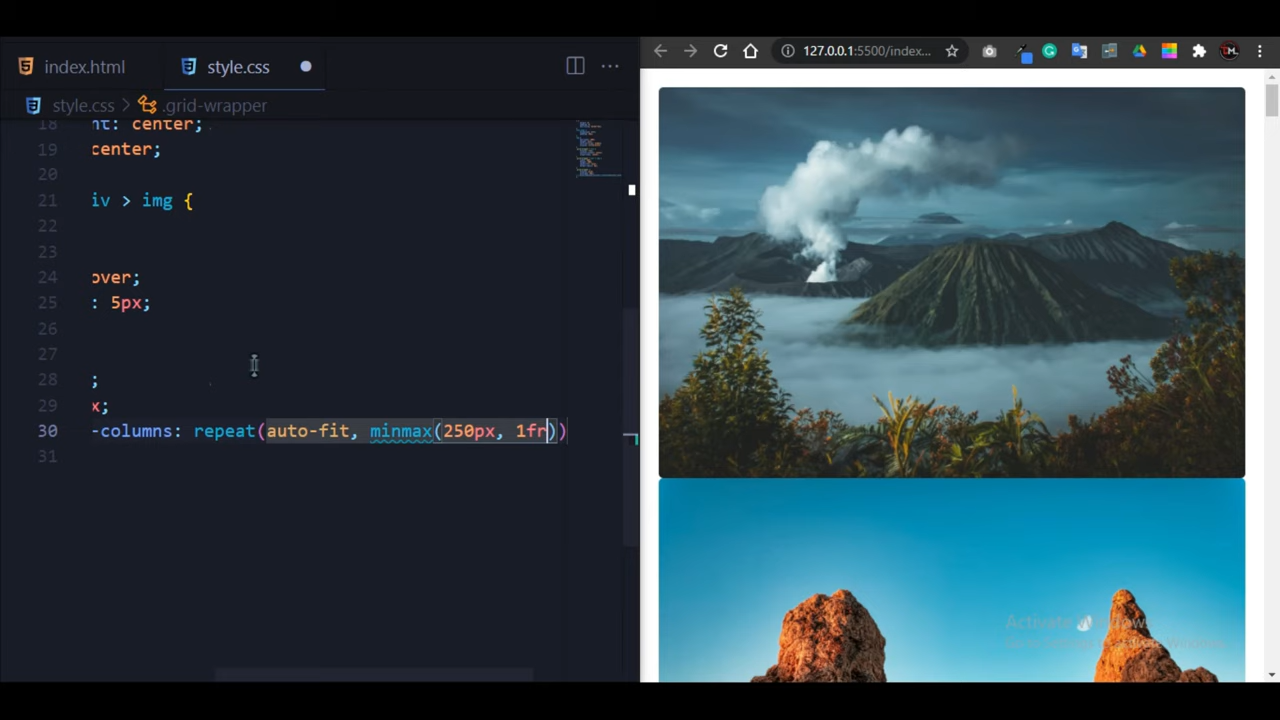 index.html
style.css
127.0.0.1:5500/index...
style.css > .grid-wrapper
18 nt: center;
19 center;
20
21 iv > img {
22
23
24 over;
25 : 5px;
26
27
28 ;
29 x;
30 -columns: repeat(auto-fit, minmax(250px, 1fr))
31
Activate Windows